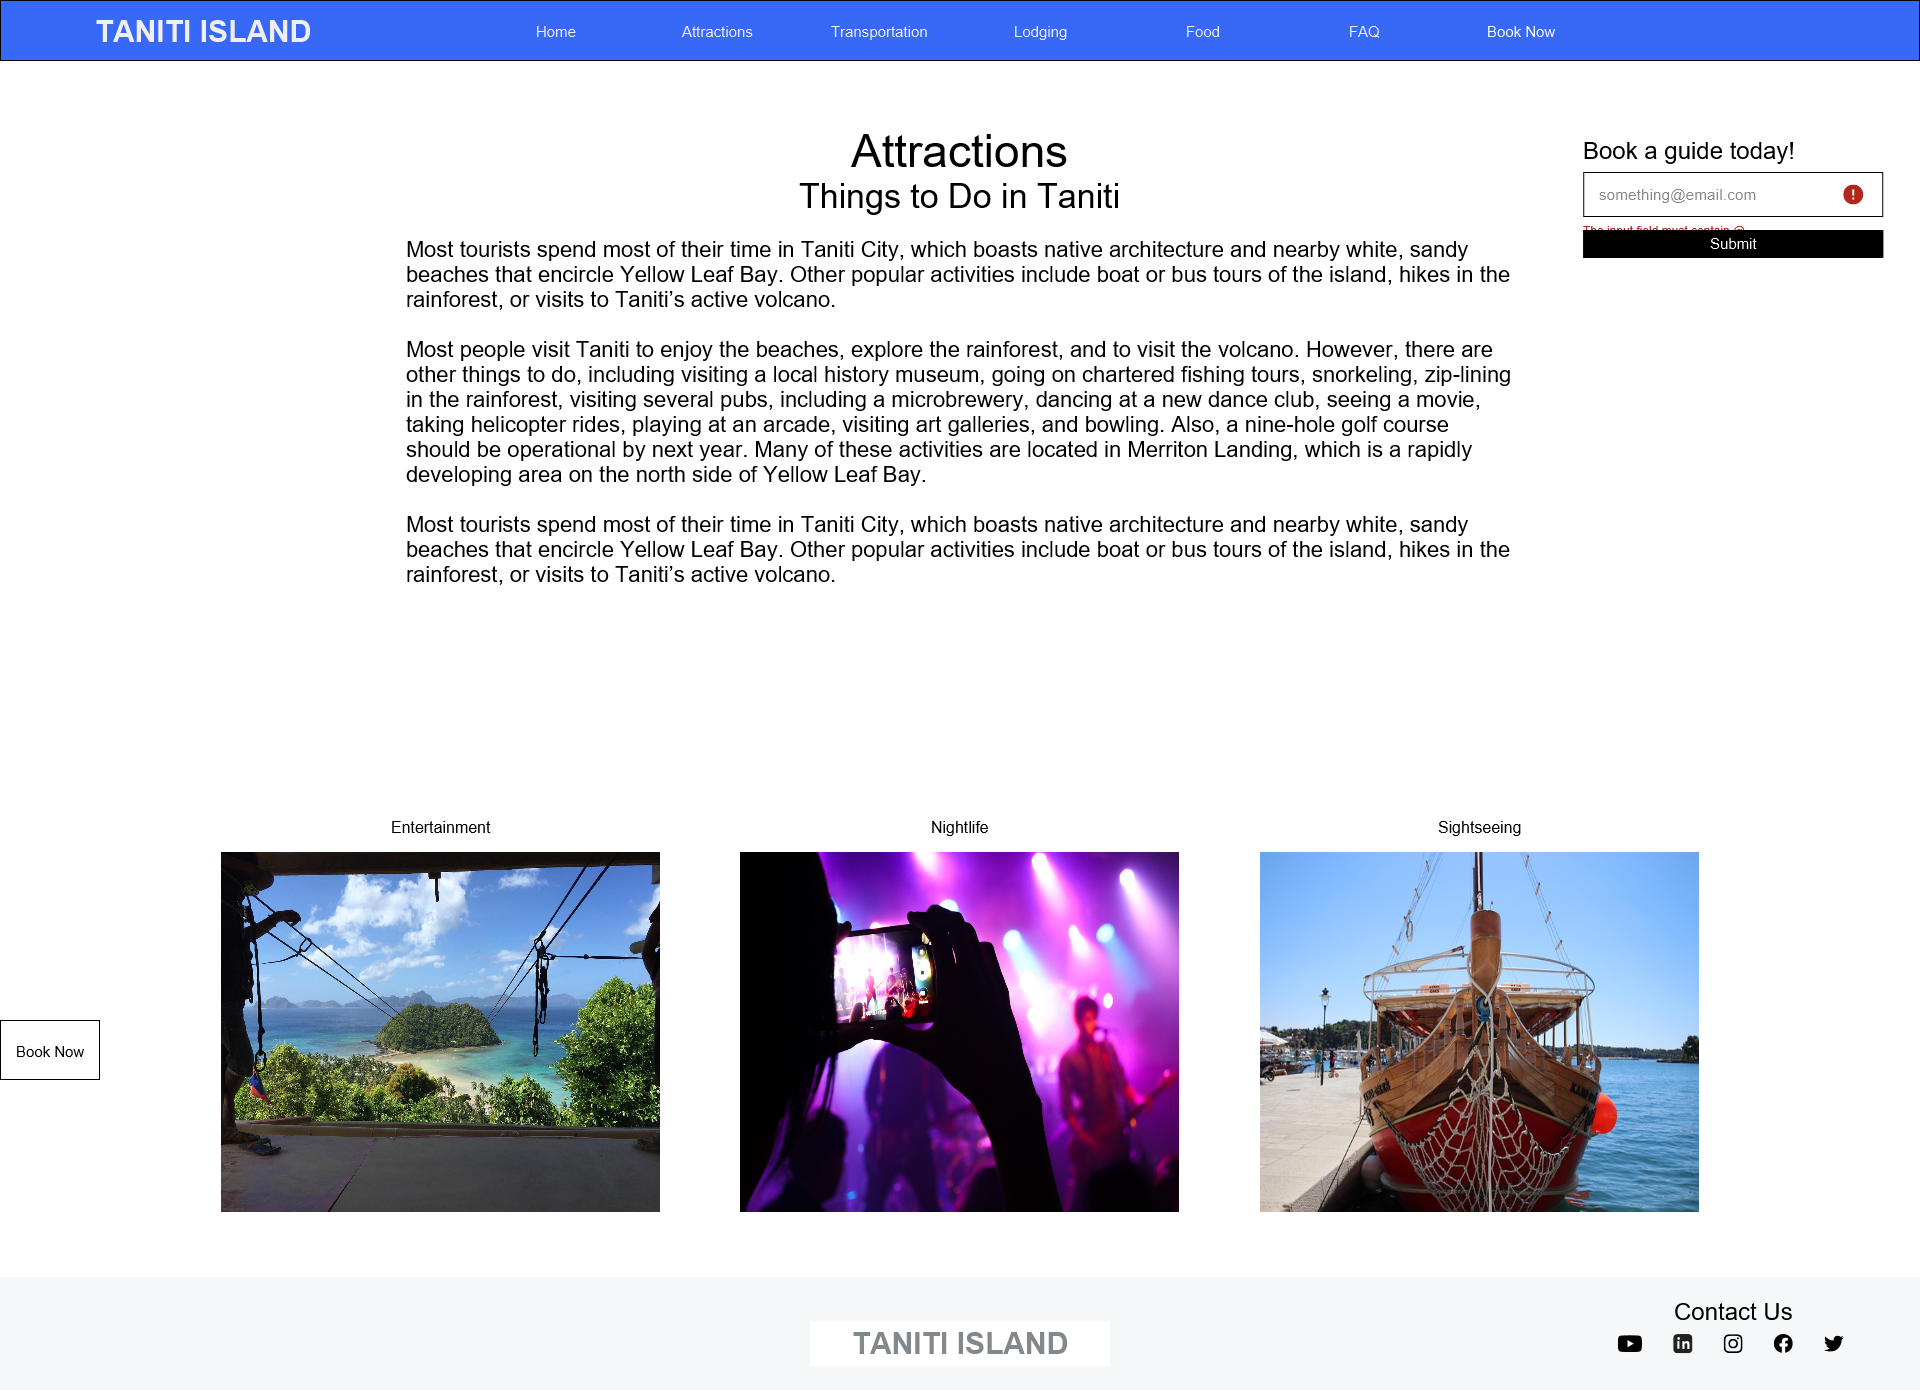 TANITI ISLAND
Home
Attractions
Transportation
Lodging
Food
FAQ
Book Now
Attractions
Things to Do in Taniti
Most tourists spend most of their time in Taniti City, which boasts native architecture and nearby white, sandy
beaches that encircle Yellow Leaf Bay. Other popular activities include boat or bus tours of the island, hikes in the
rainforest, or visits to Taniti’s active volcano.
Most people visit Taniti to enjoy the beaches, explore the rainforest, and to visit the volcano. However, there are
other things to do, including visiting a local history museum, going on chartered fishing tours, snorkeling, zip-lining
in the rainforest, visiting several pubs, including a microbrewery, dancing at a new dance club, seeing a movie,
taking helicopter rides, playing at an arcade, visiting art galleries, and bowling. Also, a nine-hole golf course
should be operational by next year. Many of these activities are located in Merriton Landing, which is a rapidly
developing area on the north side of Yellow Leaf Bay.
Most tourists spend most of their time in Taniti City, which boasts native architecture and nearby white, sandy
beaches that encircle Yellow Leaf Bay. Other popular activities include boat or bus tours of the island, hikes in the
rainforest, or visits to Taniti’s active volcano.
Book a guide today!
something@email.com
The input field must contain @
Submit
Entertainment
Nightlife
Sightseeing
Book Now
TANITI ISLAND
Contact Us